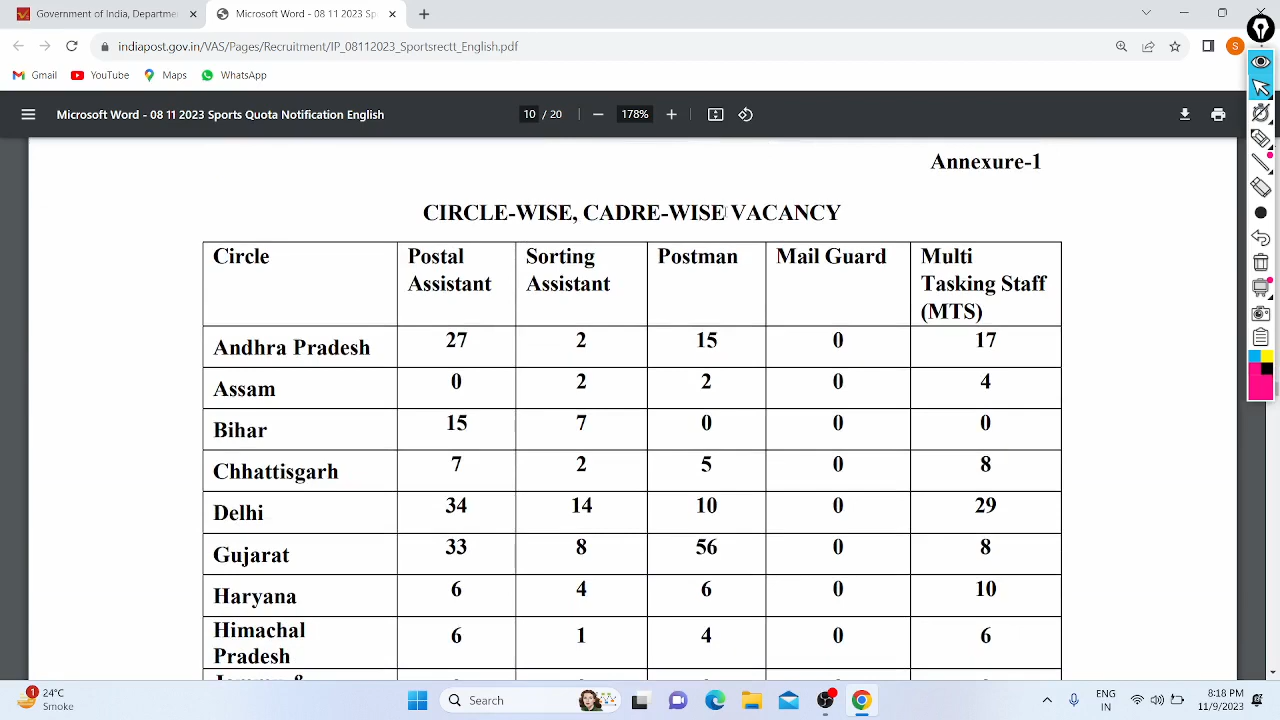 Government of India, Departmen
Microsoft Word - 08 11 2023 Sp
indiapost.gov.in/VAS/Pages/Recruitment/IP_08112023_Sportsrectt_English.pdf
S
Gmail YouTube Maps WhatsApp
Microsoft Word - 08 11 2023 Sports Quota Notification English 10 / 20 178%
Annexure-1
CIRCLE-WISE, CADRE-WISE VACANCY
Circle Postal Assistant Sorting Assistant Postman Mail Guard Multi Tasking Staff (MTS)
Andhra Pradesh 27 2 15 0 17
Assam 0 2 2 0 4
Bihar 15 7 0 0 0
Chhattisgarh 7 2 5 0 8
Delhi 34 14 10 0 29
Gujarat 33 8 56 0 8
Haryana 6 4 6 0 10
Himachal Pradesh 6 1 4 0 6
1 24°C
Smoke
Search
ENG
IN
8:18 PM
11/9/2023